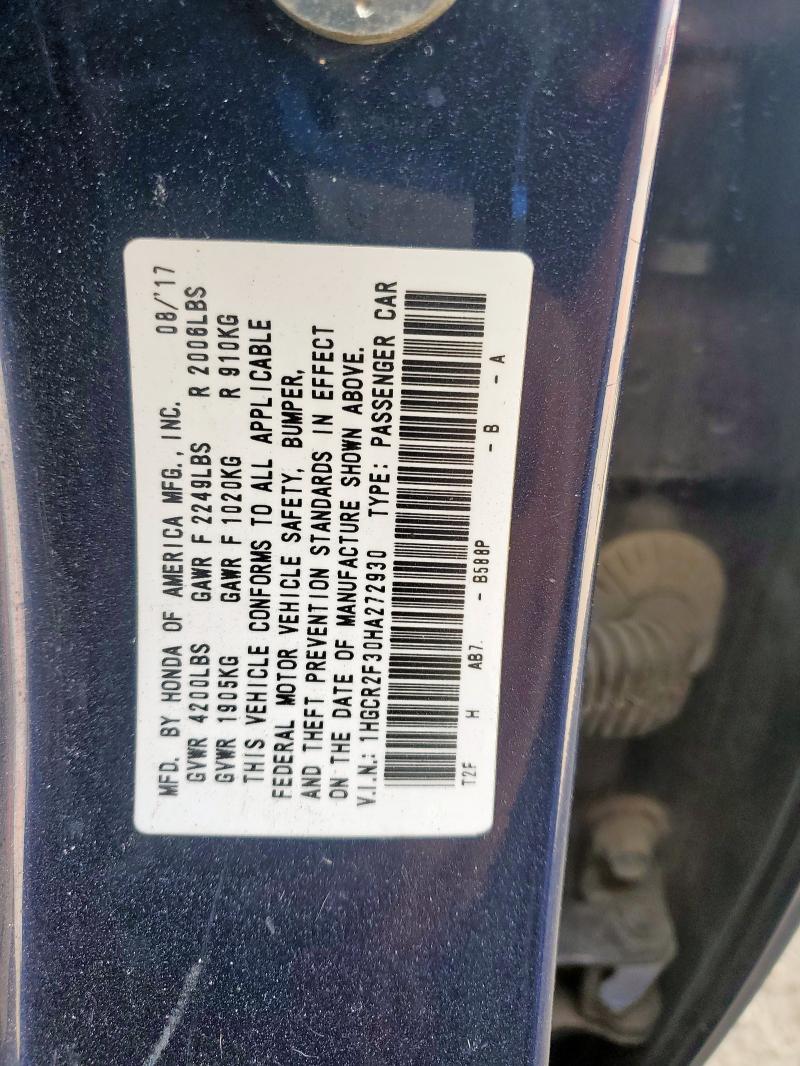 MFD. BY HONDA OF AMERICA MFG., INC. 08/'17
GVWR 4200LBS GAWR F 2249LBS R 2006LBS
GVWR 1905KG GAWR F 1020KG R 910KG
THIS VEHICLE CONFORMS TO ALL APPLICABLE
FEDERAL MOTOR VEHICLE SAFETY, BUMPER,
AND THEFT PREVENTION STANDARDS IN EFFECT
ON THE DATE OF MANUFACTURE SHOWN ABOVE.
V.I.N.: 1HGCR2F30HA272930 TYPE: PASSENGER CAR
T2F H AB7. - B588P - B - A